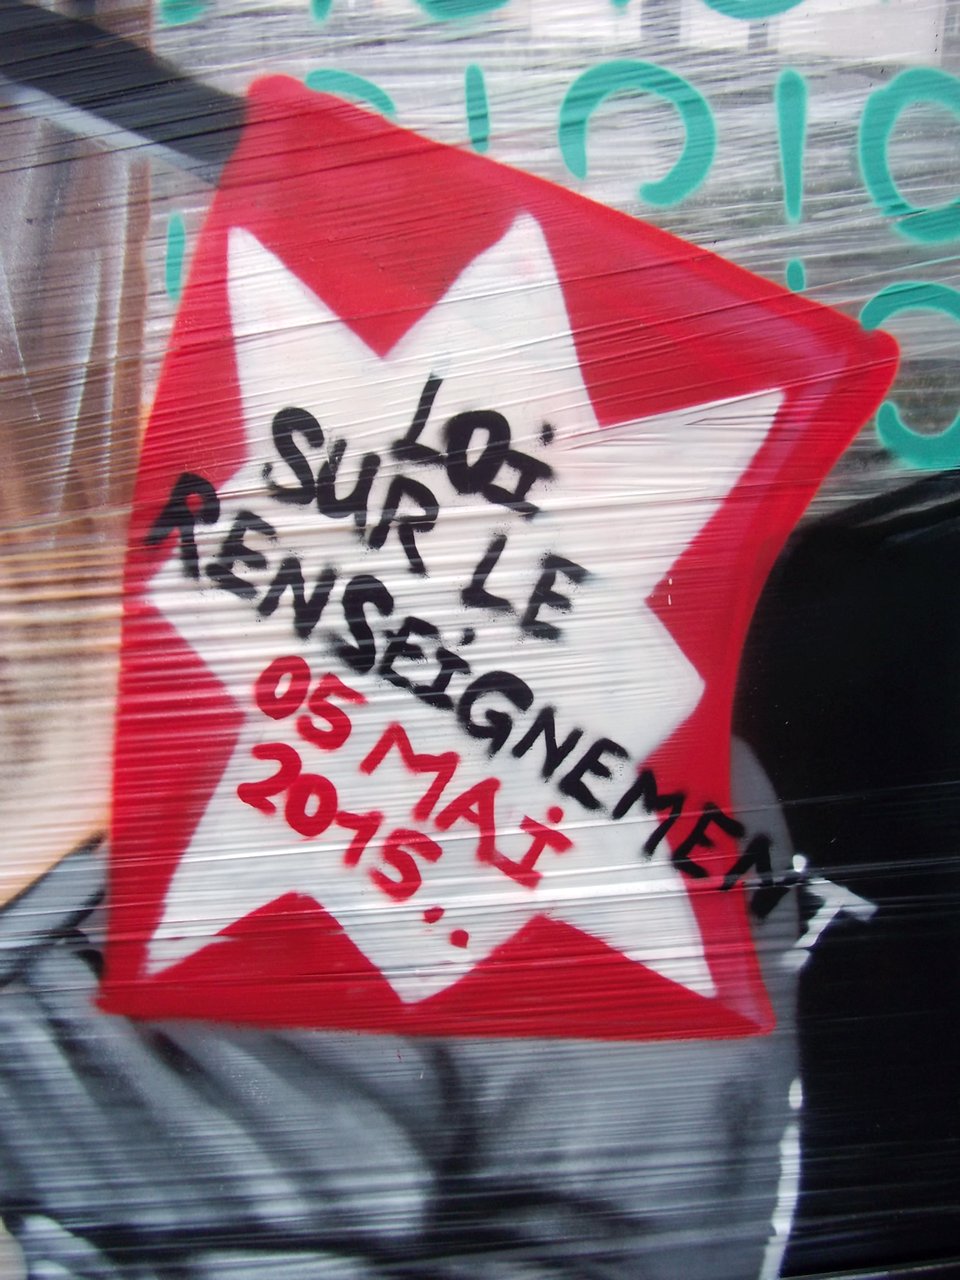 LOI
SUR LE
RENSEIGNEMENT
05 MAI
2015.